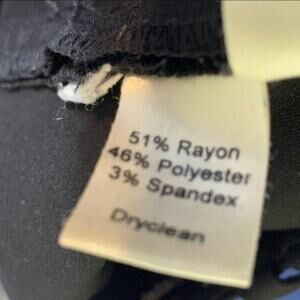 51% Rayon
46% Polyester
3% Spandex
Dryclean